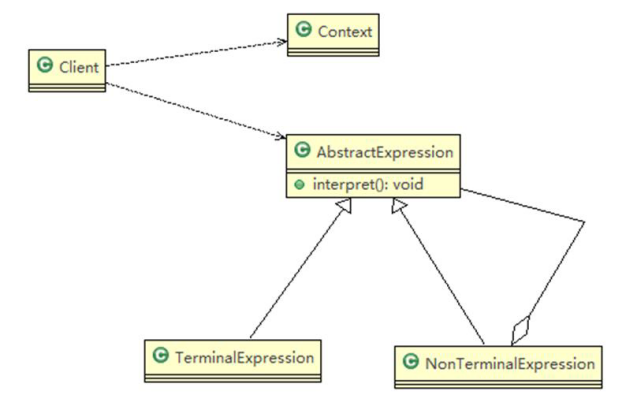 C Context
C Client
C AbstractExpression
interpret(): void
C TerminalExpression
C NonTerminalExpression